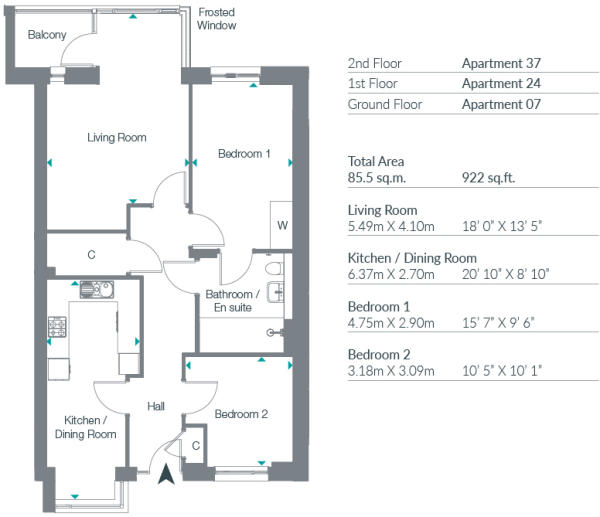 Frosted
Window
Balcony
Living Room
Bedroom 1
W
C
Bathroom /
En suite
Kitchen /
Dining Room
Hall
Bedroom 2
C
2nd Floor Apartment 37
1st Floor Apartment 24
Ground Floor Apartment 07
Total Area
85.5 sq.m. 922 sq.ft.
Living Room
5.49m X 4.10m 18’ 0” X 13’ 5”
Kitchen / Dining Room
6.37m X 2.70m 20’ 10” X 8’ 10”
Bedroom 1
4.75m X 2.90m 15’ 7” X 9’ 6”
Bedroom 2
3.18m X 3.09m 10’ 5” X 10’ 1”